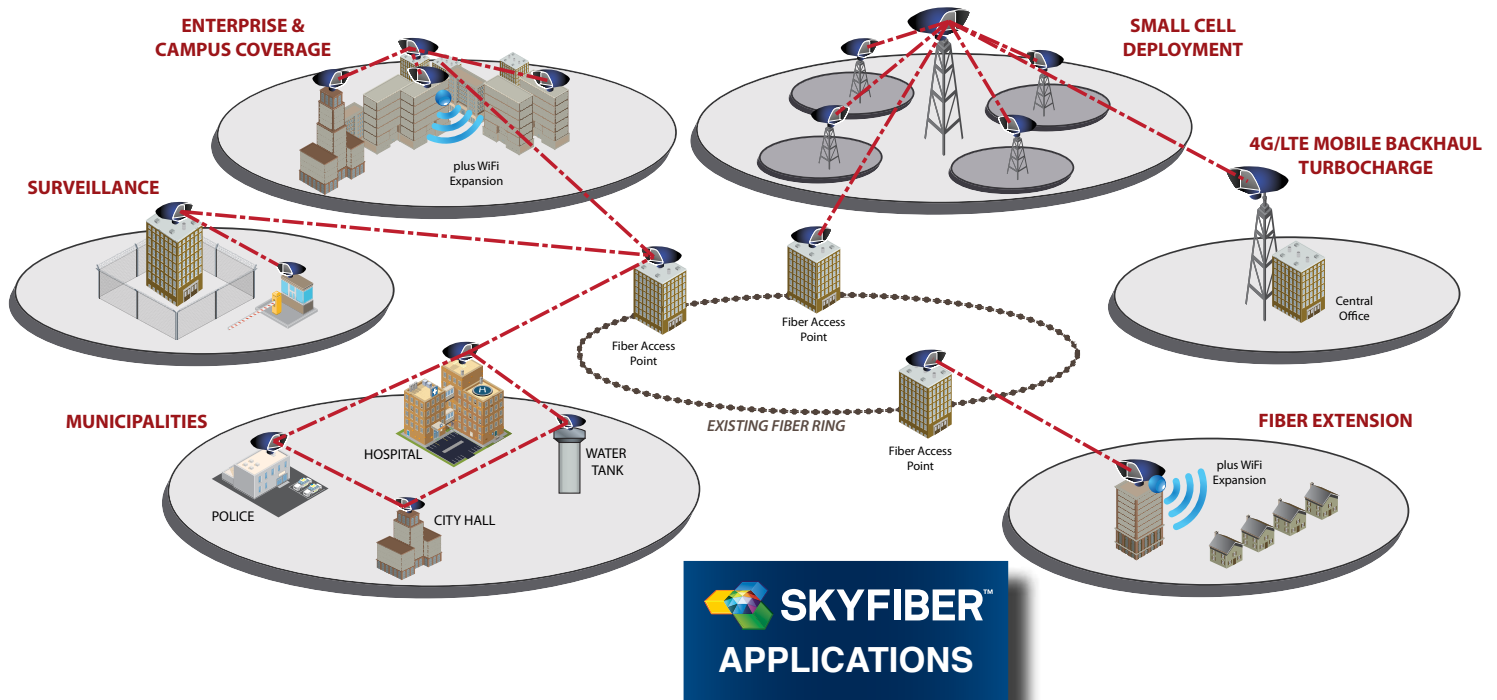 ENTERPRISE &
CAMPUS COVERAGE
plus WiFi
Expansion
SMALL CELL
DEPLOYMENT
4G/LTE MOBILE BACKHAUL
TURBOCHARGE
Central
Office
SURVEILLANCE
Fiber Access
Point
Fiber Access
Point
Fiber Access
Point
EXISTING FIBER RING
MUNICIPALITIES
HOSPITAL
H
WATER
TANK
POLICE
CITY HALL
FIBER EXTENSION
plus WiFi
Expansion
SKYFIBER™
APPLICATIONS